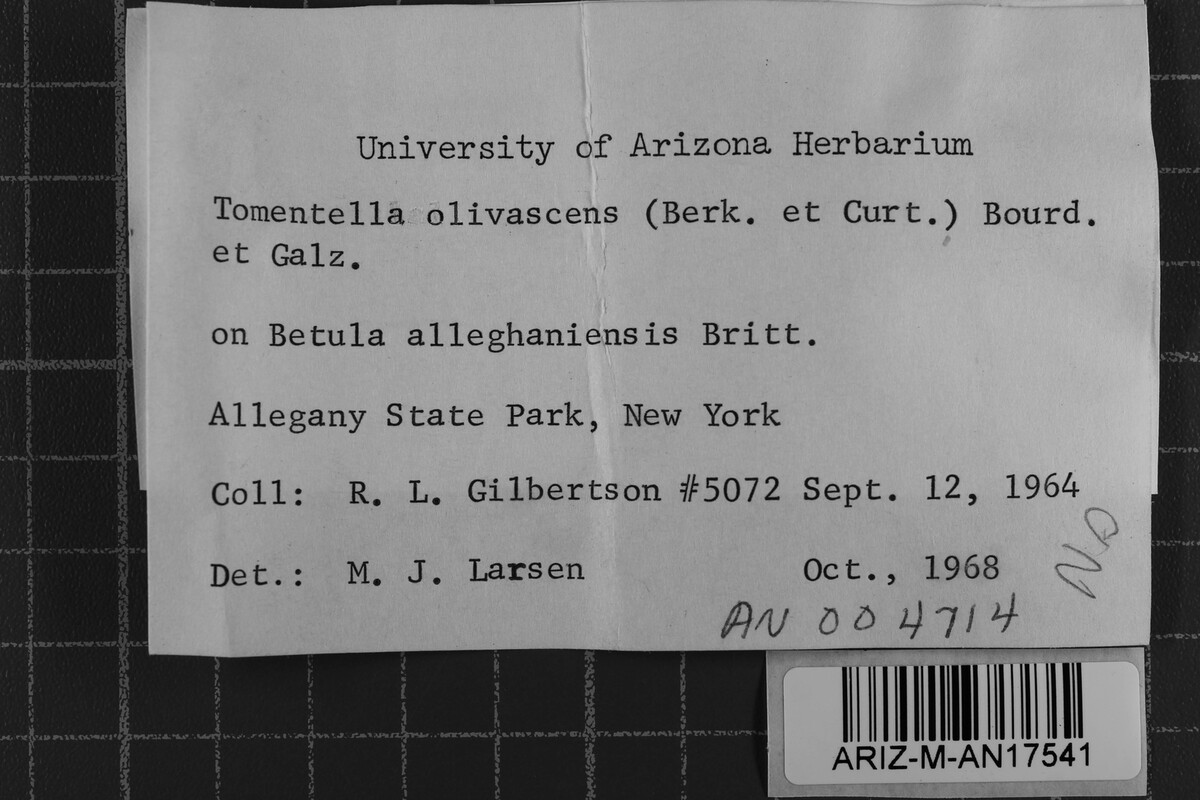 University of Arizona Herbarium
Tomentella olivascens (Berk. et Curt.) Bourd.
et Galz.
on Betula alleghaniensis Britt.
Allegany State Park, New York
Coll: R. L. Gilbertson #5072 Sept. 12, 1964
Det.: M. J. Larsen Oct., 1968
AN 004714
ARIZ-M-AN17541